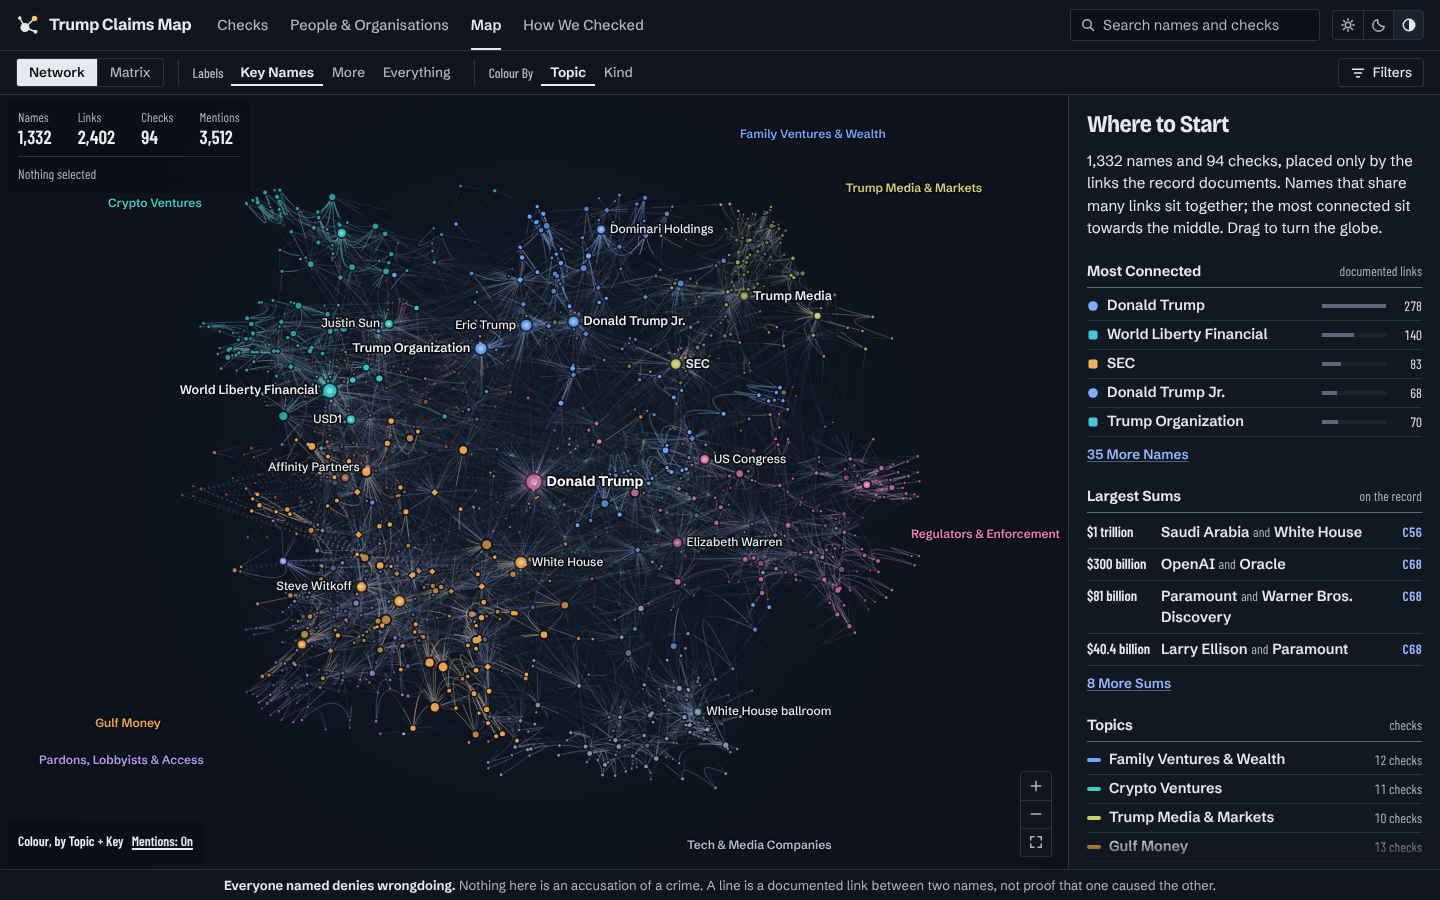 Trump Claims Map
Checks
People & Organisations
Map
How We Checked
Search names and checks
Network
Matrix
Labels
Key Names
More
Everything
Colour By
Topic
Kind
Filters
Names
Links
Checks
Mentions
1,332
2,402
94
3,512
Nothing selected
Family Ventures & Wealth
Trump Media & Markets
Crypto Ventures
Dominari Holdings
Trump Media
Justin Sun
Eric Trump
Donald Trump Jr.
Trump Organization
SEC
World Liberty Financial
USD1
Affinity Partners
US Congress
Donald Trump
Regulators & Enforcement
Elizabeth Warren
White House
Steve Witkoff
White House ballroom
Gulf Money
Pardons, Lobbyists & Access
Tech & Media Companies
Colour, by Topic + Key
Mentions: On
Where to Start
1,332 names and 94 checks, placed only by the
links the record documents. Names that share
many links sit together; the most connected sit
towards the middle. Drag to turn the globe.
Most Connected
documented links
Donald Trump
278
World Liberty Financial
140
SEC
83
Donald Trump Jr.
68
Trump Organization
70
35 More Names
Largest Sums
on the record
$1 trillion
Saudi Arabia and White House
C56
$300 billion
OpenAI and Oracle
C68
$81 billion
Paramount and Warner Bros.
Discovery
C68
$40.4 billion
Larry Ellison and Paramount
C68
8 More Sums
Topics
checks
Family Ventures & Wealth
12 checks
Crypto Ventures
11 checks
Trump Media & Markets
10 checks
Gulf Money
13 checks
Everyone named denies wrongdoing. Nothing here is an accusation of a crime. A line is a documented link between two names, not proof that one caused the other.